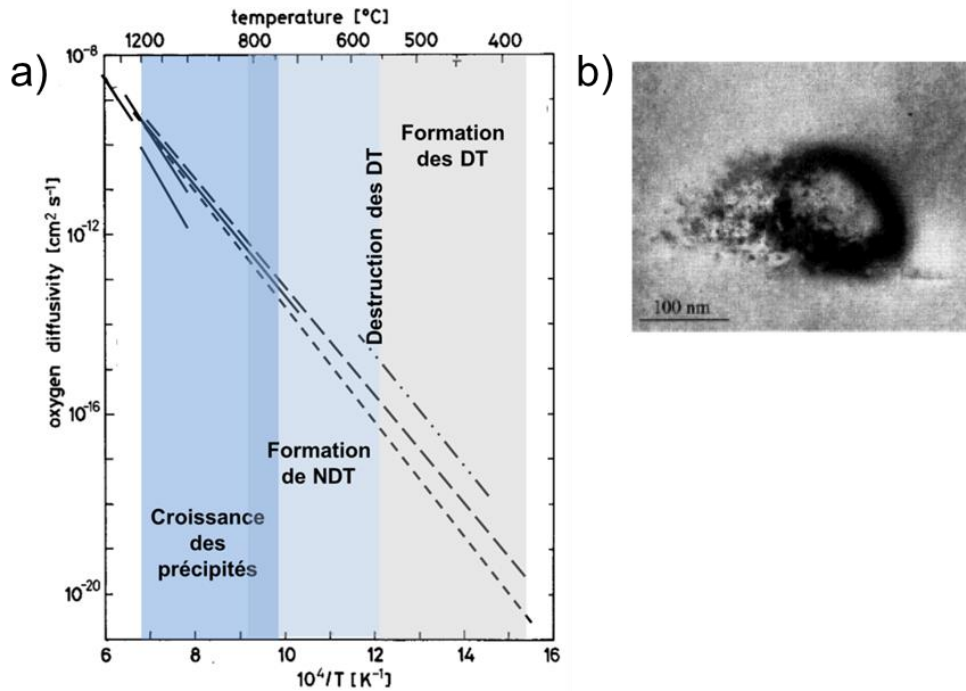 a)
temperature [°C]
1200 800 600 500 400
oxygen diffusivity [cm² s⁻¹]
10⁻⁸
10⁻¹²
10⁻¹⁶
10⁻²⁰
Formation
des DT
Destruction des DT
Formation
de NDT
Croissance
des
précipités
6 8 10 12 14 16
10⁴/T [K⁻¹]
b)
100 nm